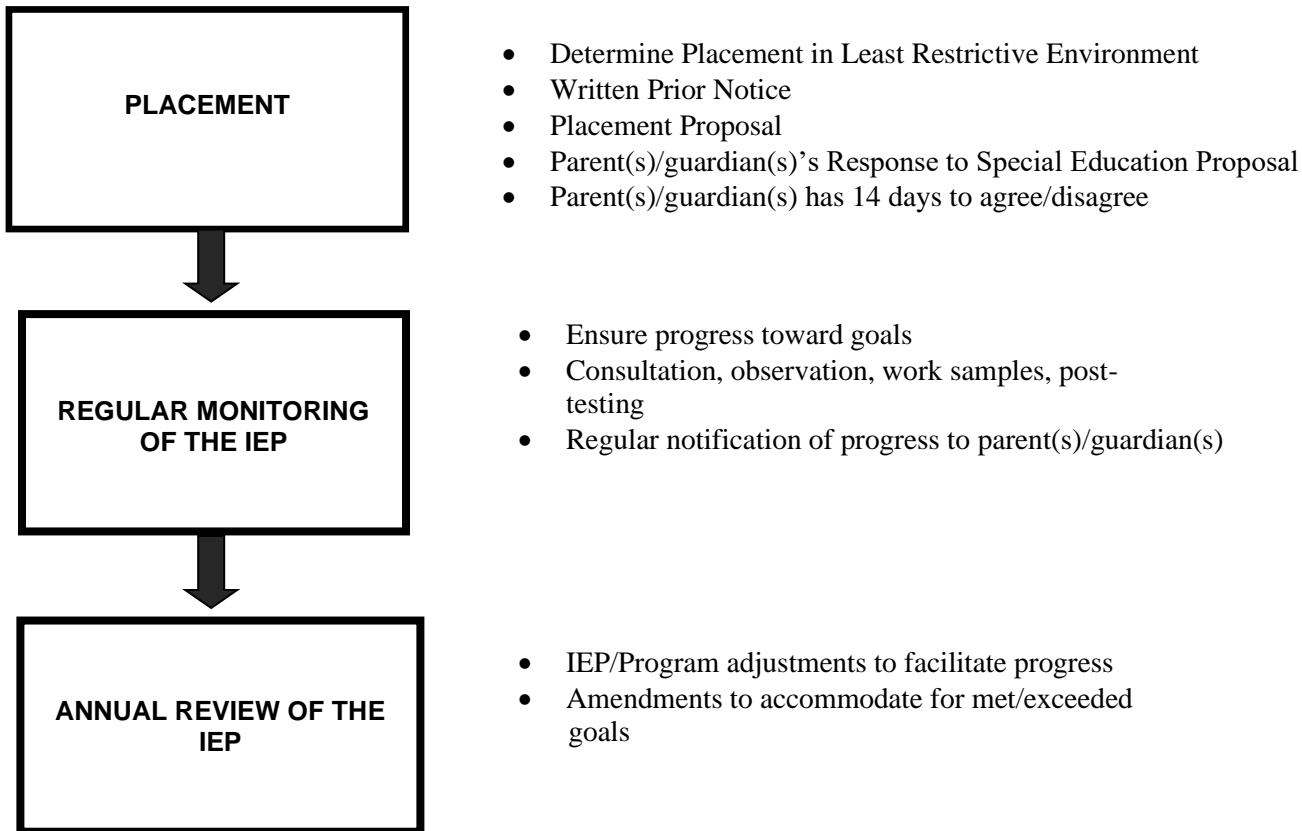 PLACEMENT
• Determine Placement in Least Restrictive Environment
• Written Prior Notice
• Placement Proposal
• Parent(s)/guardian(s)’s Response to Special Education Proposal
• Parent(s)/guardian(s) has 14 days to agree/disagree
REGULAR MONITORING
OF THE IEP
• Ensure progress toward goals
• Consultation, observation, work samples, post-
testing
• Regular notification of progress to parent(s)/guardian(s)
ANNUAL REVIEW OF THE
IEP
• IEP/Program adjustments to facilitate progress
• Amendments to accommodate for met/exceeded
goals